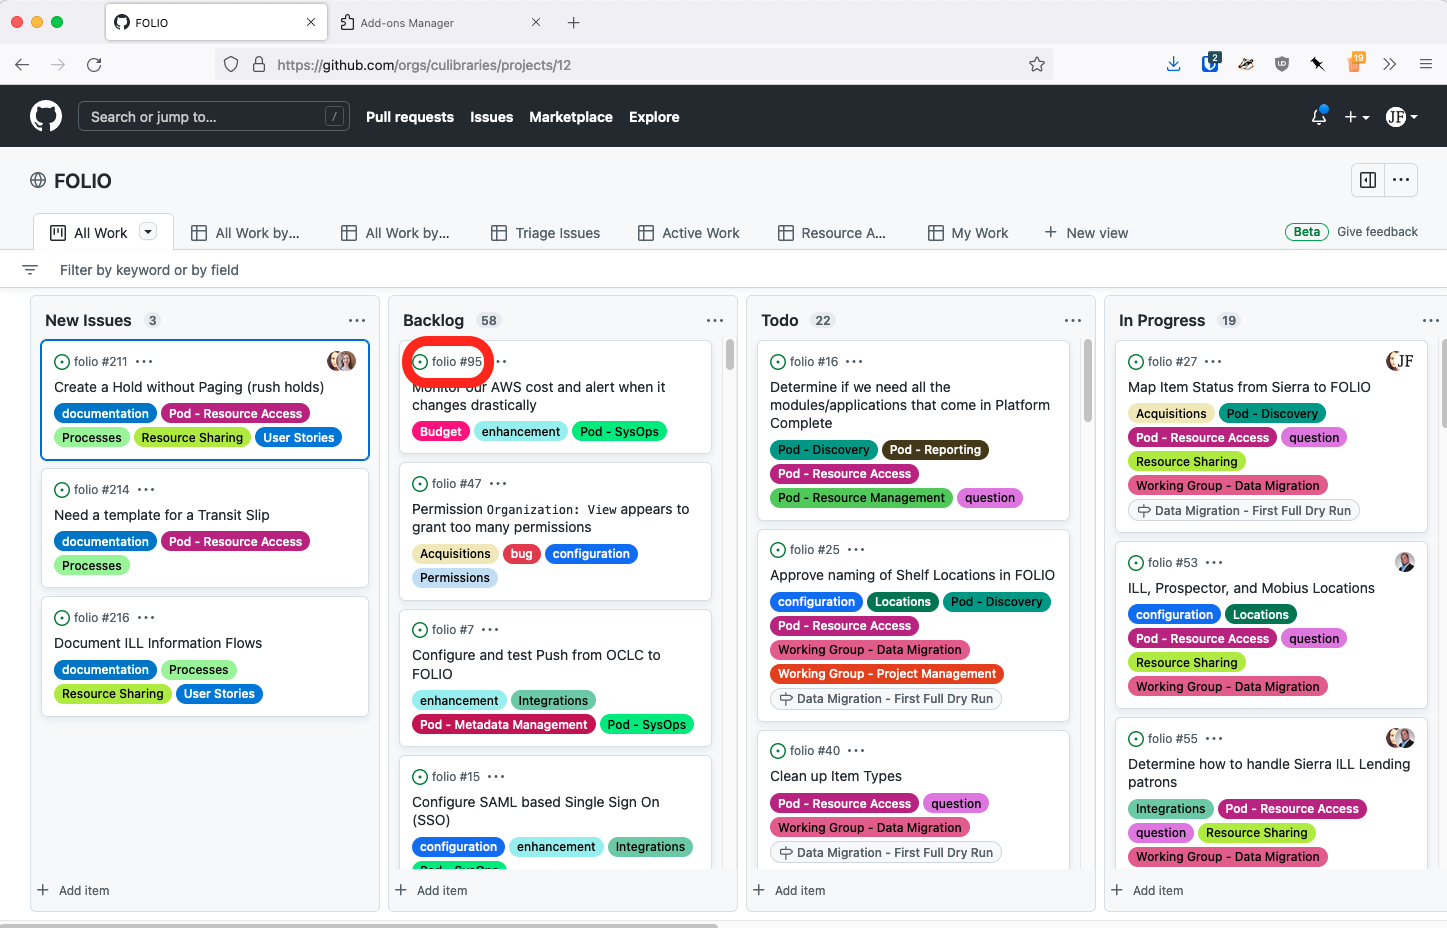 FOLIO
Add-ons Manager
https://github.com/orgs/culibraries/projects/12
2
19
Search or jump to...
/
Pull requests
Issues
Marketplace
Explore
JF
FOLIO
All Work
All Work by...
All Work by...
Triage Issues
Active Work
Resource A...
My Work
New view
Beta
Give feedback
Filter by keyword or by field
New Issues 3
folio #211
Create a Hold without Paging (rush holds)
documentation Pod - Resource Access
Processes Resource Sharing User Stories
folio #214
Need a template for a Transit Slip
documentation Pod - Resource Access
Processes
folio #216
Document ILL Information Flows
documentation Processes
Resource Sharing User Stories
Add item
Backlog 58
folio #95
Monitor our AWS cost and alert when it
changes drastically
Budget enhancement Pod - SysOps
folio #47
Permission Organization: View appears to
grant too many permissions
Acquisitions bug configuration
Permissions
folio #7
Configure and test Push from OCLC to
FOLIO
enhancement Integrations
Pod - Metadata Management Pod - SysOps
folio #15
Configure SAML based Single Sign On
(SSO)
configuration enhancement Integrations
Pod - SysOps
Add item
Todo 22
folio #16
Determine if we need all the
modules/applications that come in Platform
Complete
Pod - Discovery Pod - Reporting
Pod - Resource Access
Pod - Resource Management question
folio #25
Approve naming of Shelf Locations in FOLIO
configuration Locations Pod - Discovery
Pod - Resource Access
Working Group - Data Migration
Working Group - Project Management
Data Migration - First Full Dry Run
folio #40
Clean up Item Types
Pod - Resource Access question
Working Group - Data Migration
Data Migration - First Full Dry Run
Add item
In Progress 19
folio #27
JF
Map Item Status from Sierra to FOLIO
Acquisitions Pod - Discovery
Pod - Resource Access question
Resource Sharing
Working Group - Data Migration
Data Migration - First Full Dry Run
folio #53
ILL, Prospector, and Mobius Locations
configuration Locations
Pod - Resource Access question
Resource Sharing
Working Group - Data Migration
folio #55
Determine how to handle Sierra ILL Lending
patrons
Integrations Pod - Resource Access
question Resource Sharing
Working Group - Data Migration
Add item